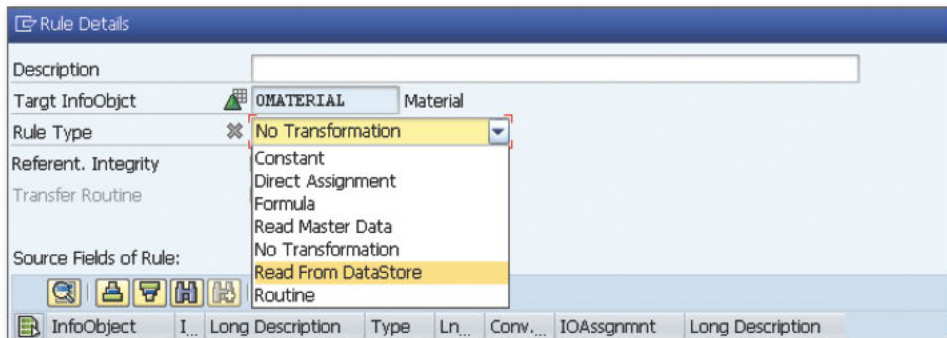 Rule Details
Description
Targt InfoObjct 0MATERIAL Material
Rule Type No Transformation
Constant
Referent. Integrity
Direct Assignment
Formula
Transfer Routine
Read Master Data
No Transformation
Source Fields of Rule:
Read From DataStore
Routine
InfoObject I... Long Description Type Ln... Conv.... IOAssgnmnt Long Description